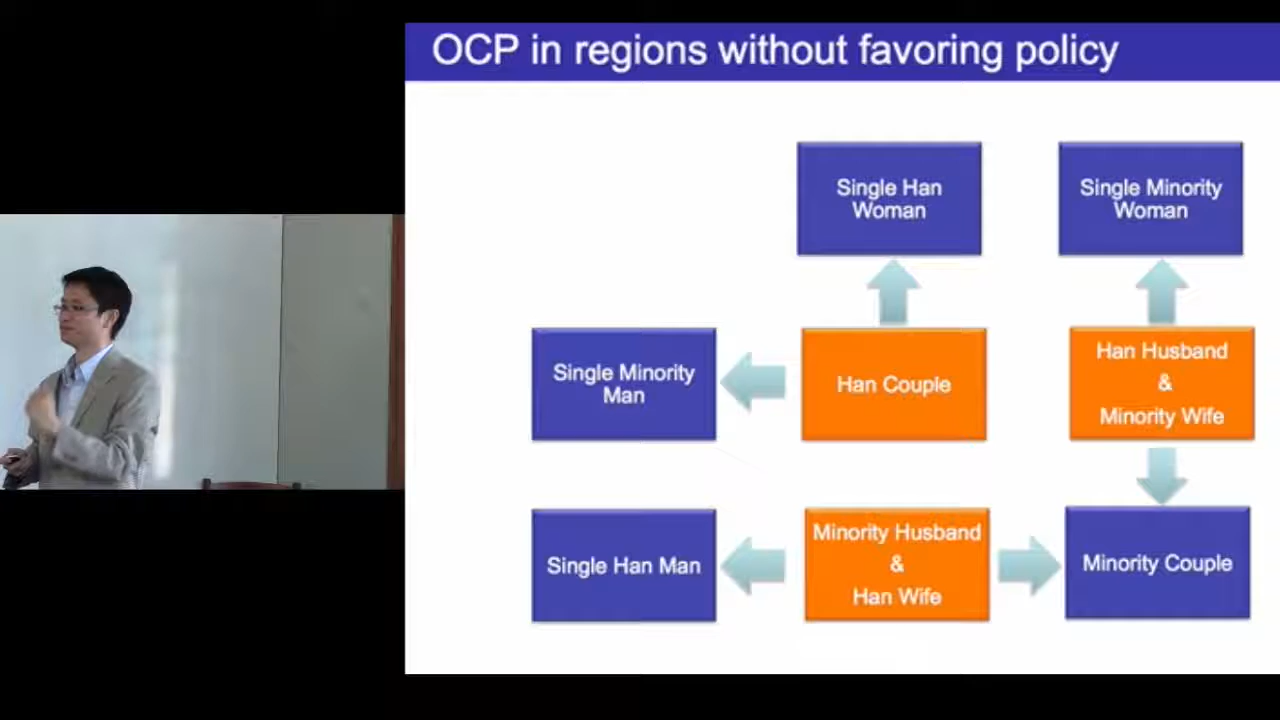 OCP in regions without favoring policy
Single Han
Woman
Single Minority
Woman
Single Minority
Man
Han Couple
Han Husband
&
Minority Wife
Single Han Man
Minority Husband
&
Han Wife
Minority Couple